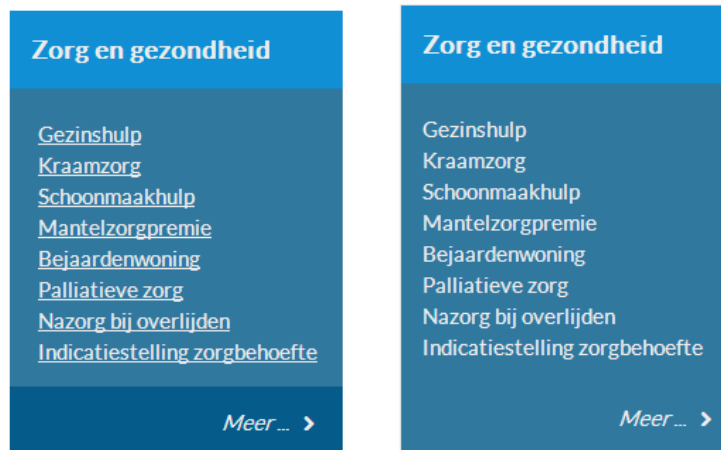 Zorg en gezondheid
Gezinshulp
Kraamzorg
Schoonmaakhulp
Mantelzorgpremie
Bejaardenwoning
Palliatieve zorg
Nazorg bij overlijden
Indicatiestelling zorgbehoefte
Meer ...
Zorg en gezondheid
Gezinshulp
Kraamzorg
Schoonmaakhulp
Mantelzorgpremie
Bejaardenwoning
Palliatieve zorg
Nazorg bij overlijden
Indicatiestelling zorgbehoefte
Meer ...